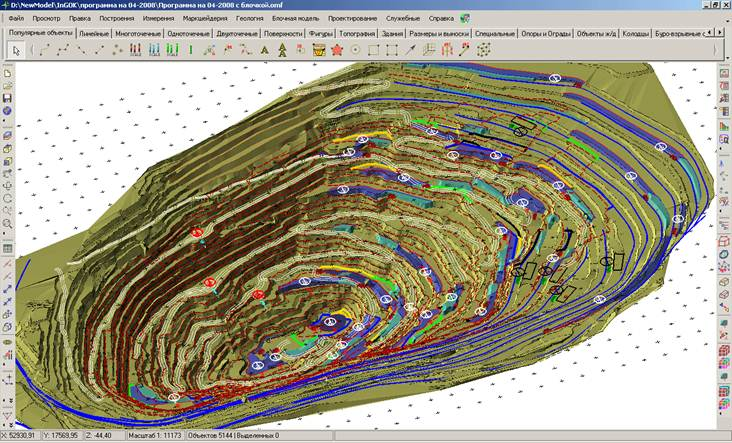 D:\NewModel\InGOK\программа на 04-2008\Программа на 04-2008 с блочкой.omf
Просмотр Правка Построения Измерения Маркшейдерия Геология Блочная модель Проектирование Служебные Справка
Популярные объекты Линейные Многоточечные Одноточечные Двухточечные Поверхности Фигуры Топография Здания Размеры и выноски Специальные Опоры и Ограды Объекты ж/д Колодцы Буро-взрывные
X: 52930,91 Y: 17569,95 Z: -44,40 Масштаб 1: 11173 Объектов 5144 | Выделенных 0